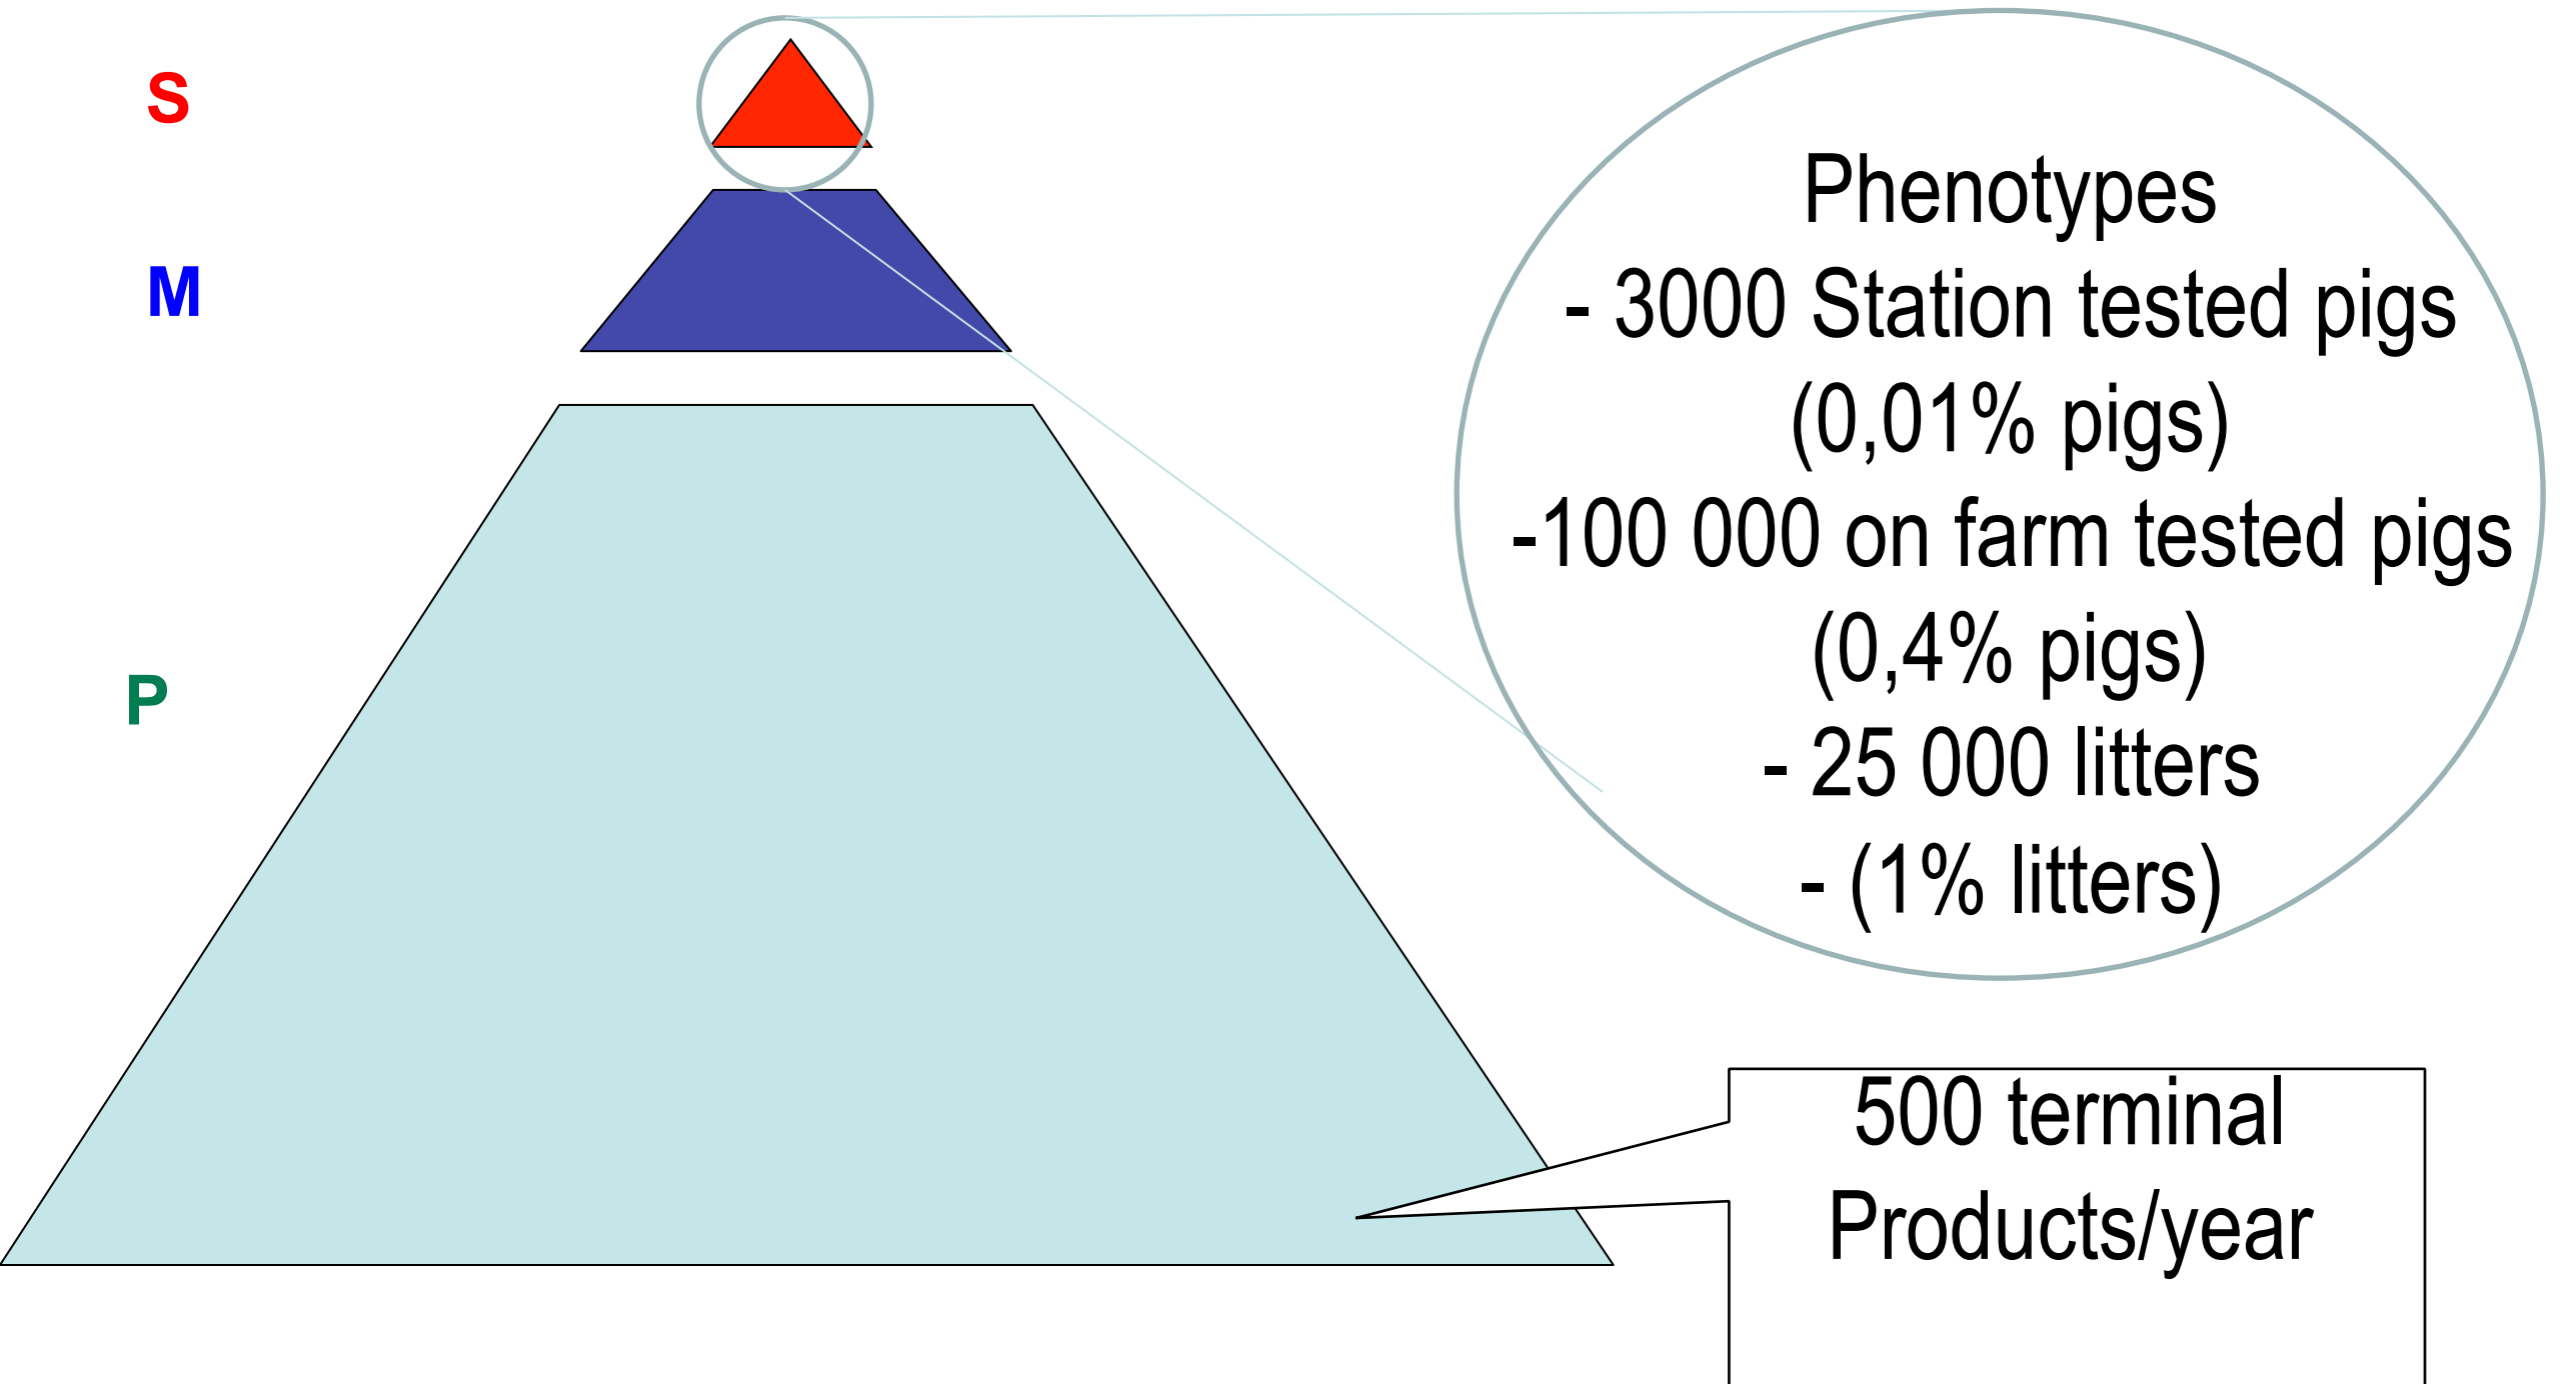 S
M
P
Phenotypes
- 3000 Station tested pigs
(0,01% pigs)
-100 000 on farm tested pigs
(0,4% pigs)
- 25 000 litters
- (1% litters)
500 terminal
Products/year